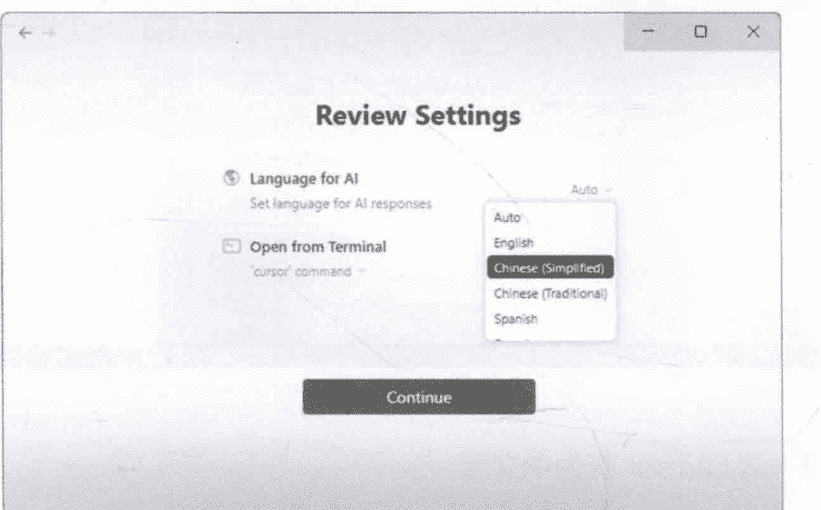 Review Settings
Language for AI
Set language for AI responses
Auto
Auto
English
Chinese (Simplified)
Chinese (Traditional)
Spanish
Open from Terminal
'cursor' command
Continue